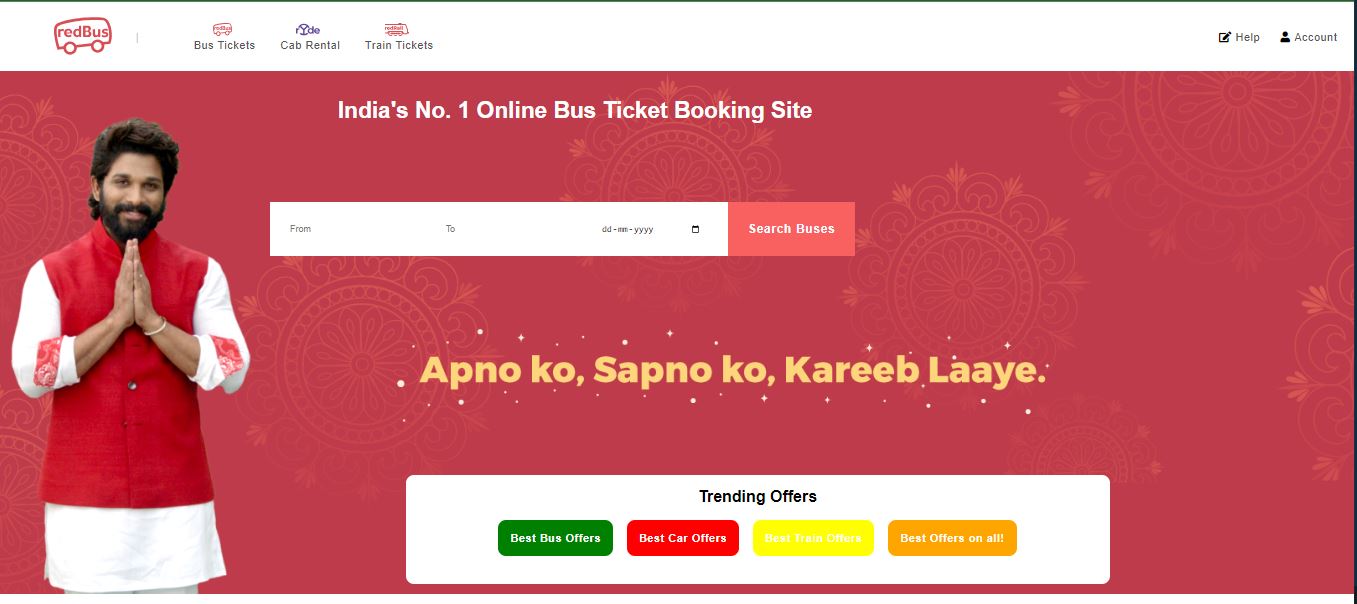 redBus
redBus
ryde
redRail
Bus Tickets
Cab Rental
Train Tickets
Help
Account
India's No. 1 Online Bus Ticket Booking Site
From
To
dd-mm-yyyy
Search Buses
Apno ko, Sapno ko, Kareeb Laaye.
Trending Offers
Best Bus Offers
Best Car Offers
Best Train Offers
Best Offers on all!